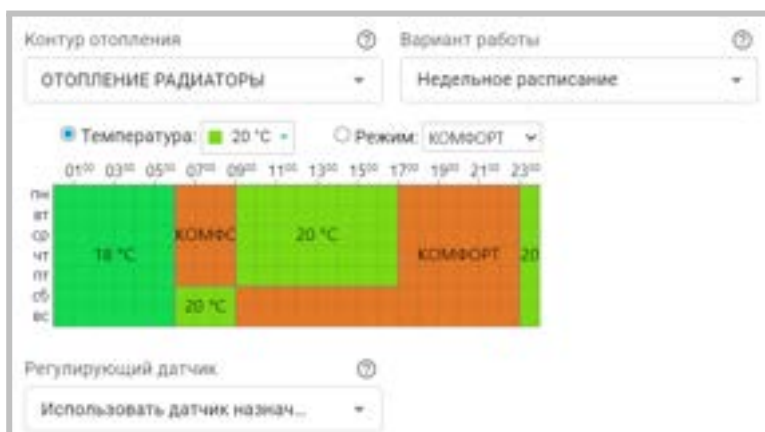 Контур отопления
Вариант работы
ОТОПЛЕНИЕ РАДИАТОРЫ
Недельное расписание
Температура: 20 °C
Режим: КОМФОРТ
01⁰⁰ 03⁰⁰ 05⁰⁰ 07⁰⁰ 09⁰⁰ 11⁰⁰ 13⁰⁰ 15⁰⁰ 17⁰⁰ 19⁰⁰ 21⁰⁰ 23⁰⁰
пн
вт
ср
чт
пт
сб
вс
18 °C
КОМФС
20 °C
КОМФОРТ
20
20 °C
Регулирующий датчик
Использовать датчик назнач...